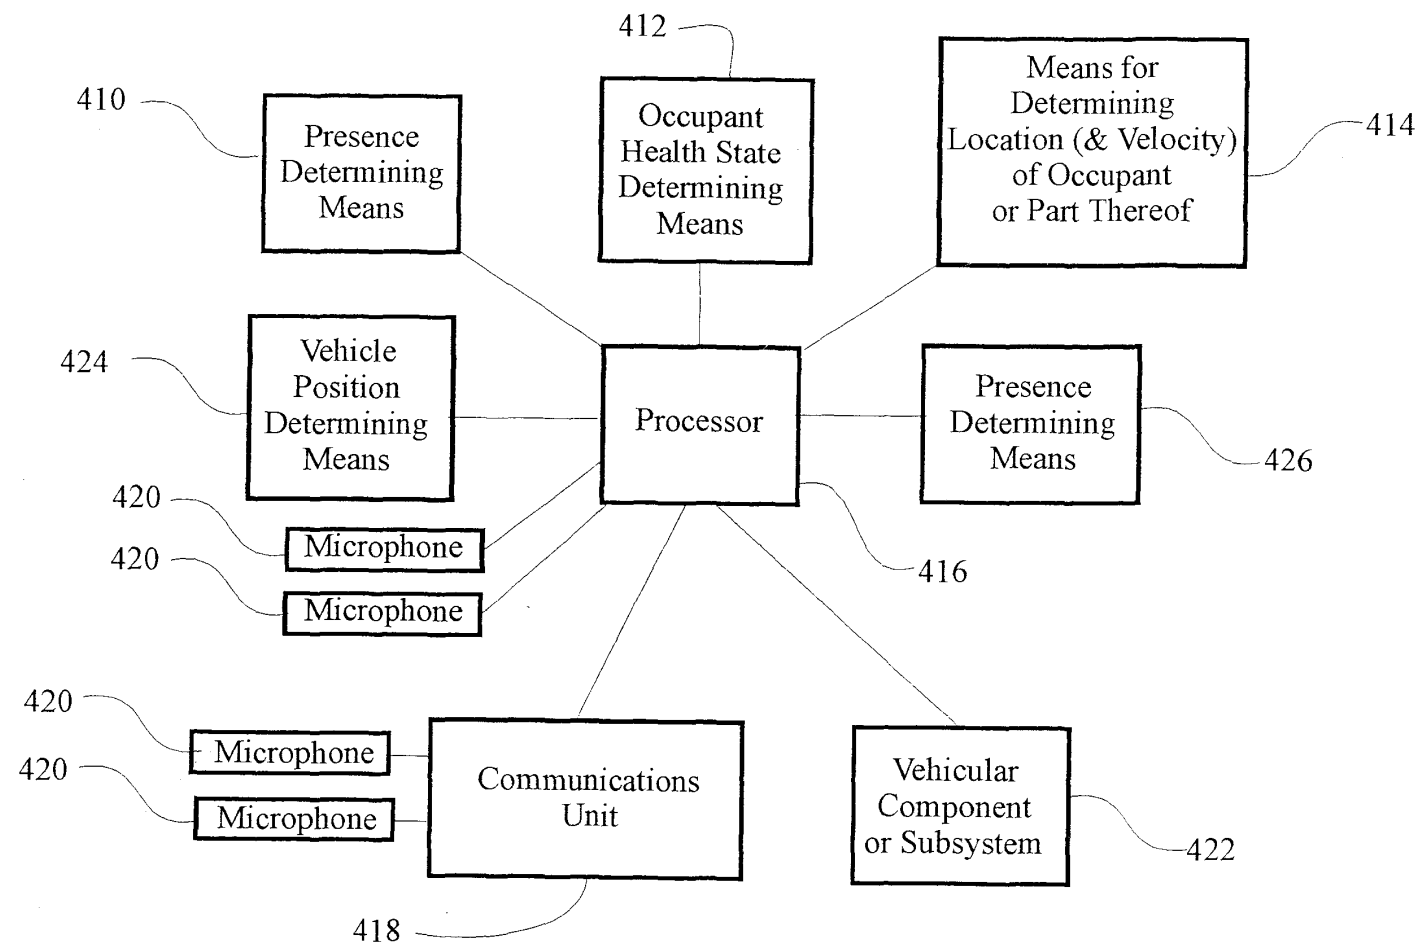 412
410
Presence
Determining
Means
Occupant
Health State
Determining
Means
Means for
Determining
Location (& Velocity)
of Occupant
or Part Thereof
414
424
Vehicle
Position
Determining
Means
Processor
Presence
Determining
Means
426
420
Microphone
420
Microphone
416
420
Microphone
420
Microphone
Communications
Unit
Vehicular
Component
or Subsystem
422
418